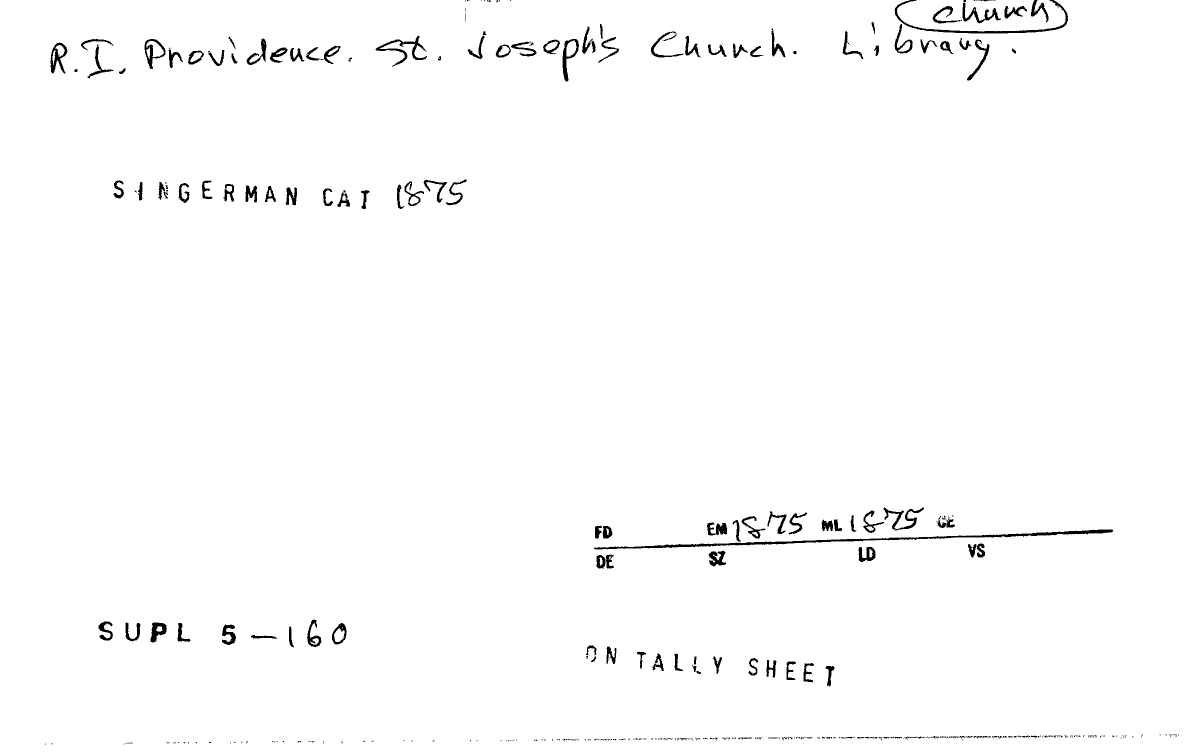 church
R.I. Providence. St. Joseph's Church. Library.
SINGERMAN CAT 1875
FD EM 1875 ML 1875 CE
DE SZ LD VS
SUPL 5-160
ON TALLY SHEET